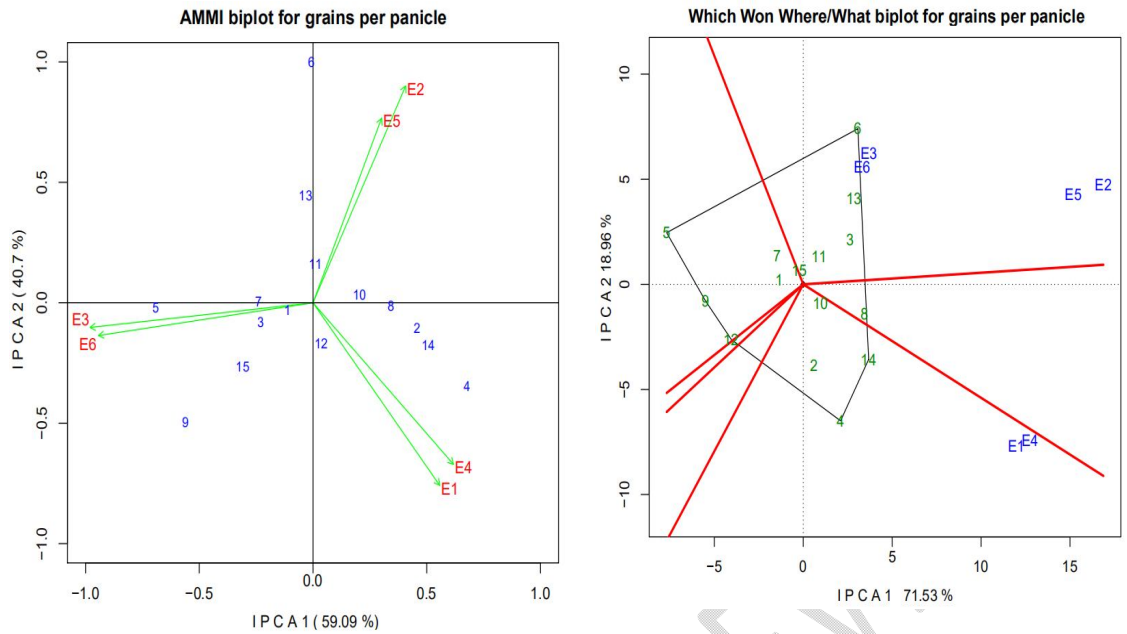 AMMI biplot for grains per panicle
I P C A 2 ( 40.7 %)
1.0
0.5
0.0
−0.5
−1.0
6
E2
E5
13
11
10
7
5
1
8
3
E3
E6
2
12
14
15
4
9
E4
E1
−1.0
−0.5
0.0
0.5
1.0
I P C A 1 ( 59.09 %)
Which Won Where/What biplot for grains per panicle
I P C A 2 18.96 %
10
5
0
−5
−10
6
E3
E6
E2
E5
13
5
3
7
11
15
1
9
10
8
12
14
2
4
E4
E1
−5
0
5
10
15
I P C A 1 71.53 %